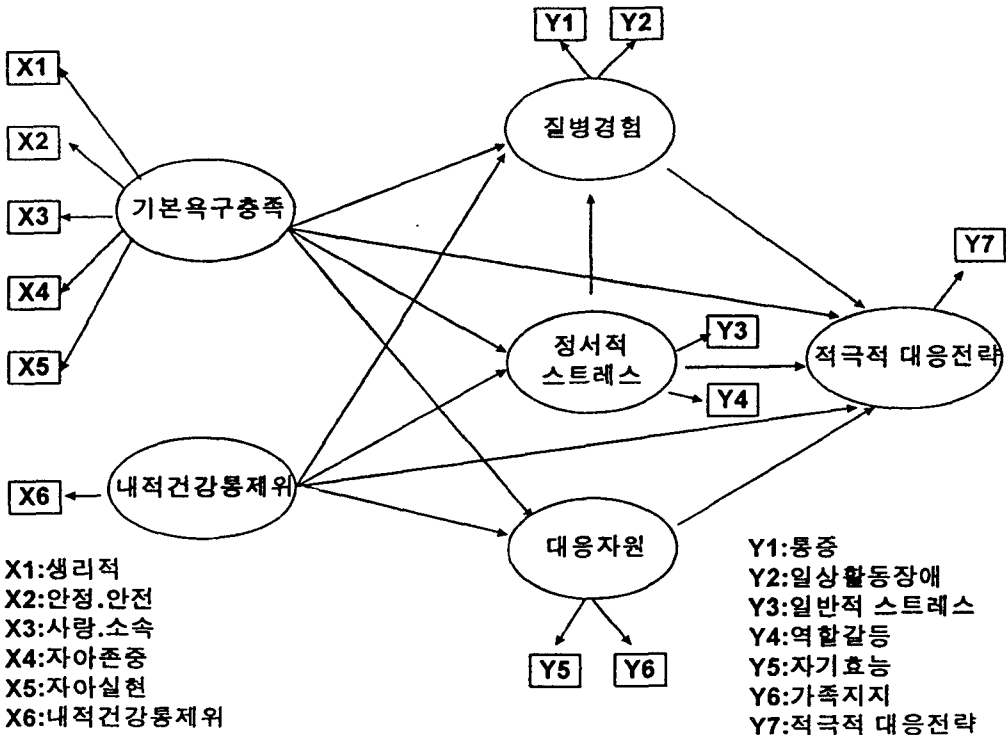 Y1
Y2
X1
질병경험
X2
기본욕구충족
X3
Y7
X4
정서적
스트레스
Y3
적극적 대응전략
X5
Y4
내적건강통제위
X6
대응자원
Y5
Y6
X1:생리적
X2:안정.안전
X3:사랑.소속
X4:자아존중
X5:자아실현
X6:내적건강통제위
Y1:통증
Y2:일상활동장애
Y3:일반적 스트레스
Y4:역할갈등
Y5:자기효능
Y6:가족지지
Y7:적극적 대응전략